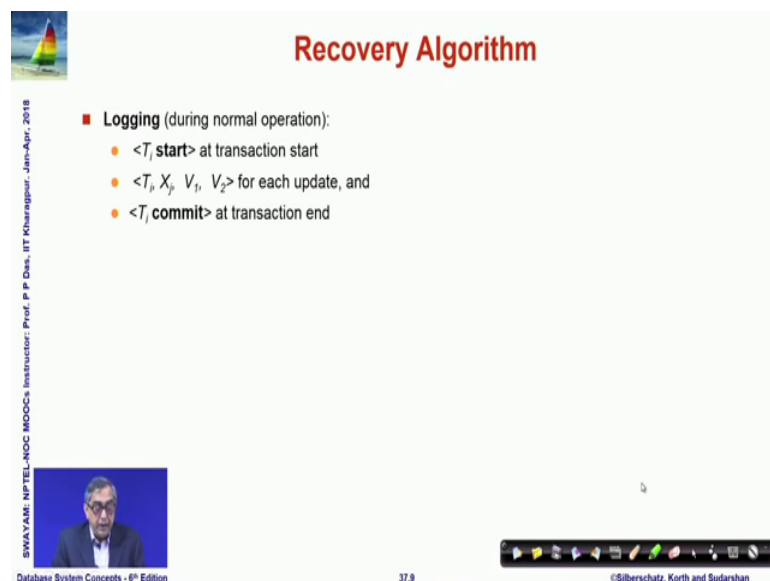 Recovery Algorithm
SWAYAM: NPTEL-NOC MOOCs Instructor: Prof. P P Das, IIT Kharagpur. Jan-Apr, 2018
Logging (during normal operation):
<Ti start> at transaction start
<Ti, Xj, V1, V2> for each update, and
<Ti commit> at transaction end
Database System Concepts - 6th Edition
37.9
©Silberschatz, Korth and Sudarshan